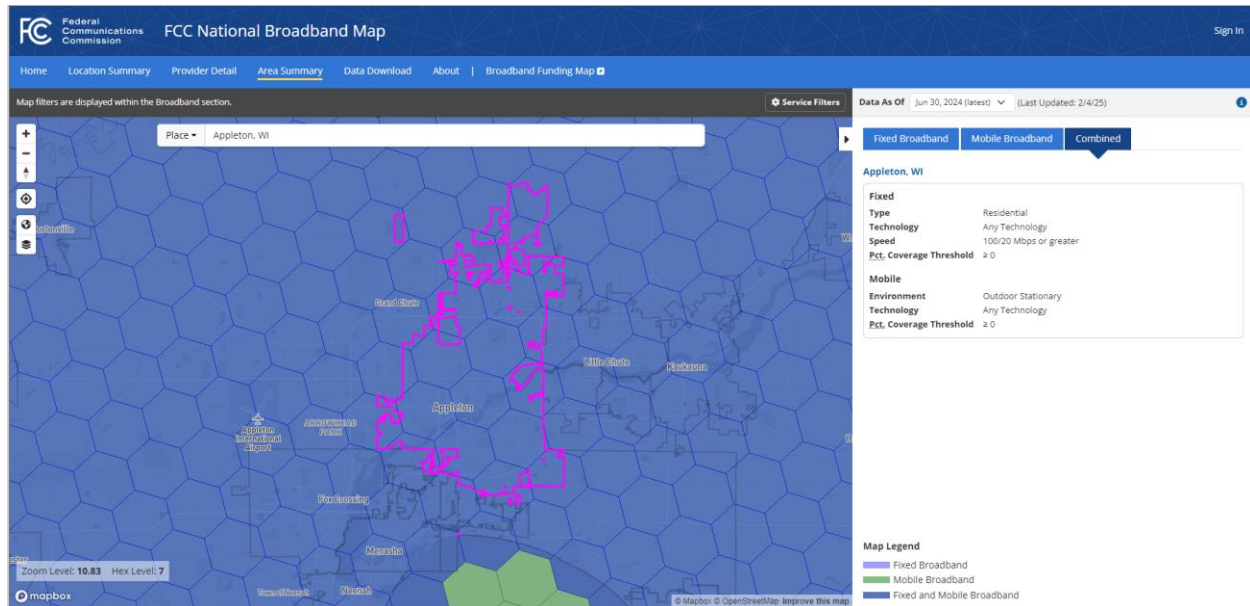 Federal
Communications
Commission
FCC National Broadband Map
Sign In
Home Location Summary Provider Detail Area Summary Data Download About | Broadband Funding Map
Map filters are displayed within the Broadband section.
Service Filters
Data As Of Jun 30, 2024 (latest) (Last Updated: 2/4/25)
Place Appleton, WI
Fixed Broadband Mobile Broadband Combined
Appleton, WI
Fixed
Type Residential
Technology Any Technology
Speed 100/20 Mbps or greater
Pct. Coverage Threshold ≥ 0
Mobile
Environment Outdoor Stationary
Technology Any Technology
Pct. Coverage Threshold ≥ 0
Grand Chute
Little Chute
Kaukauna
Appleton
Appleton
International
Airport
ARROWHEAD
PARK
Fox Crossing
Menasha
Town of Neenah
Neenah
Zoom Level: 10.83 Hex Level: 7
mapbox
© Mapbox © OpenStreetMap Improve this map
Map Legend
Fixed Broadband
Mobile Broadband
Fixed and Mobile Broadband